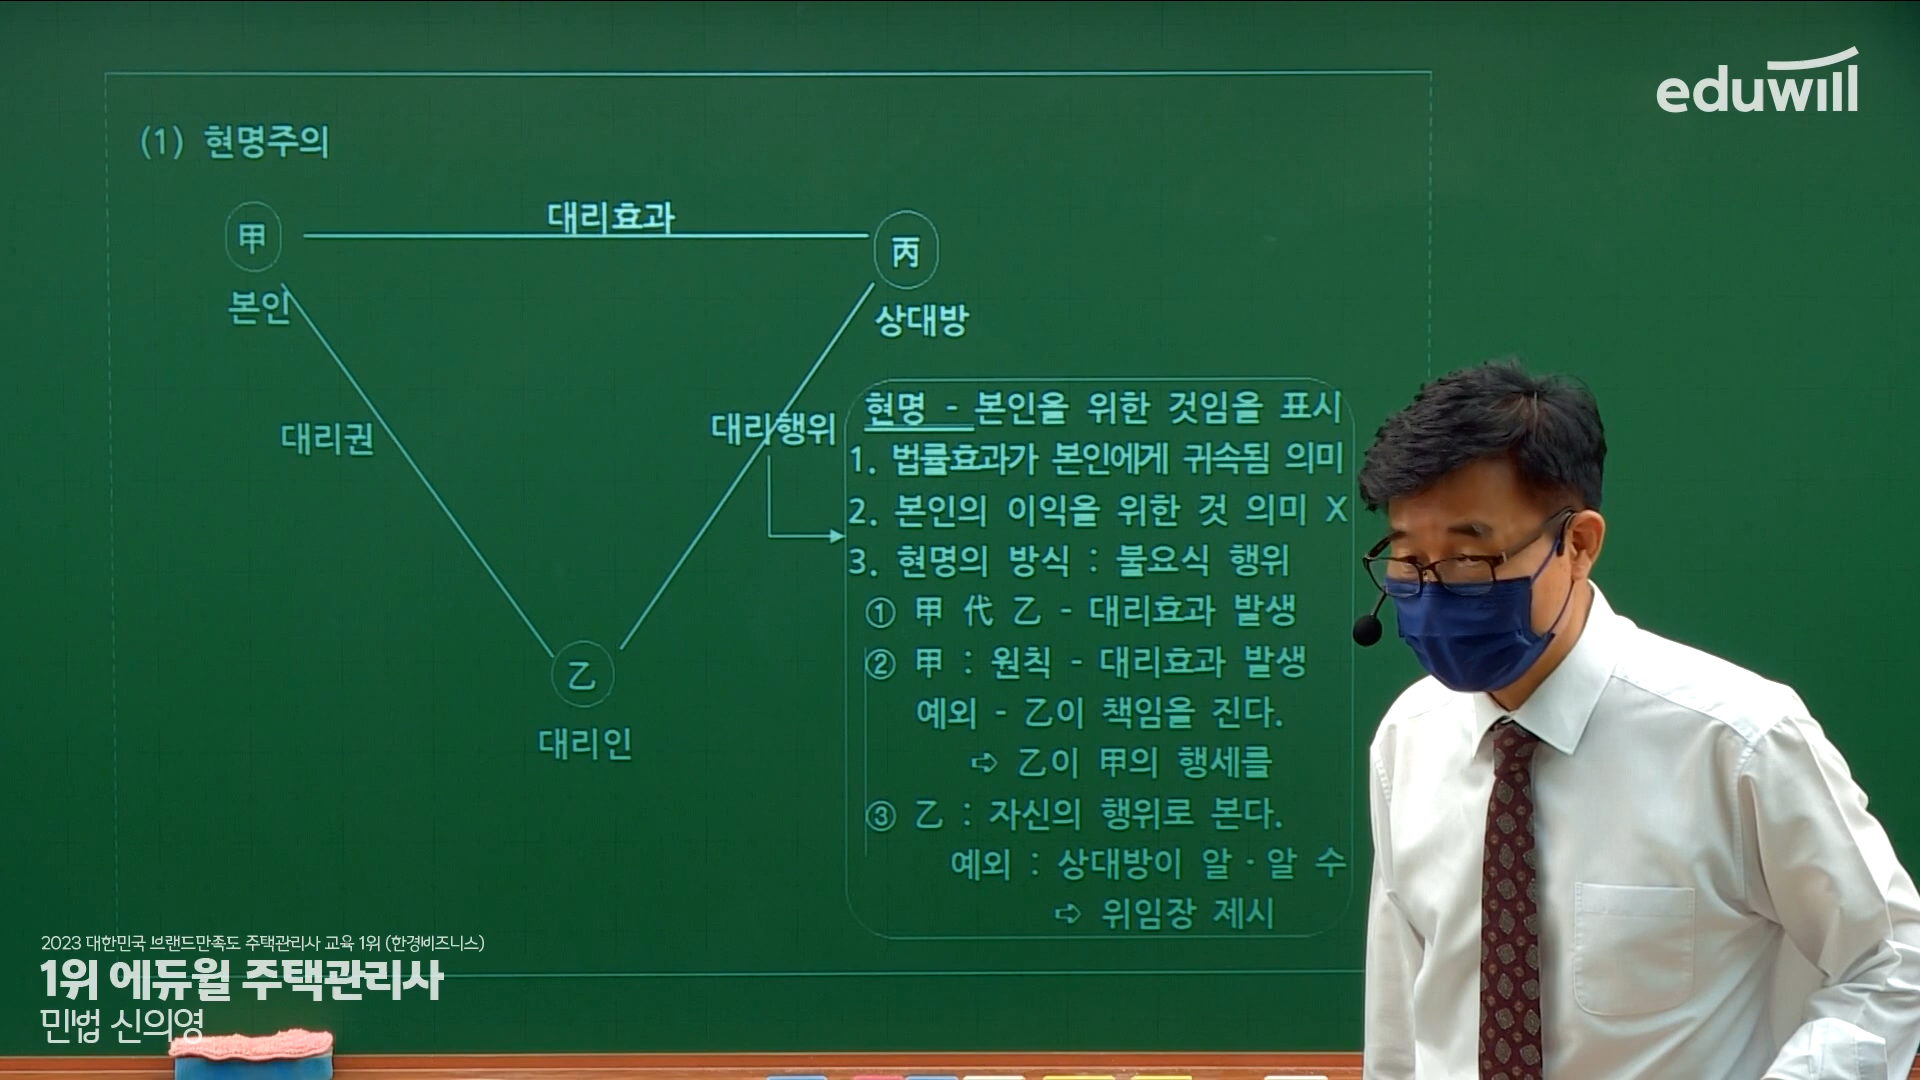 eduwill
(1) 현명주의
甲
대리효과
丙
본인
상대방
대리권
대리행위
乙
대리인
현명 - 본인을 위한 것임을 표시
1. 법률효과가 본인에게 귀속됨 의미
2. 본인의 이익을 위한 것 의미 X
3. 현명의 방식 : 불요식 행위
① 甲 代 乙 - 대리효과 발생
② 甲 : 원칙 - 대리효과 발생
예외 - 乙이 책임을 진다.
⇨ 乙이 甲의 행세를
③ 乙 : 자신의 행위로 본다.
예외 : 상대방이 알·알 수
⇨ 위임장 제시
2023 대한민국 브랜드만족도 주택관리사 교육 1위 (한경비즈니스)
1위 에듀윌 주택관리사
민법 신의영